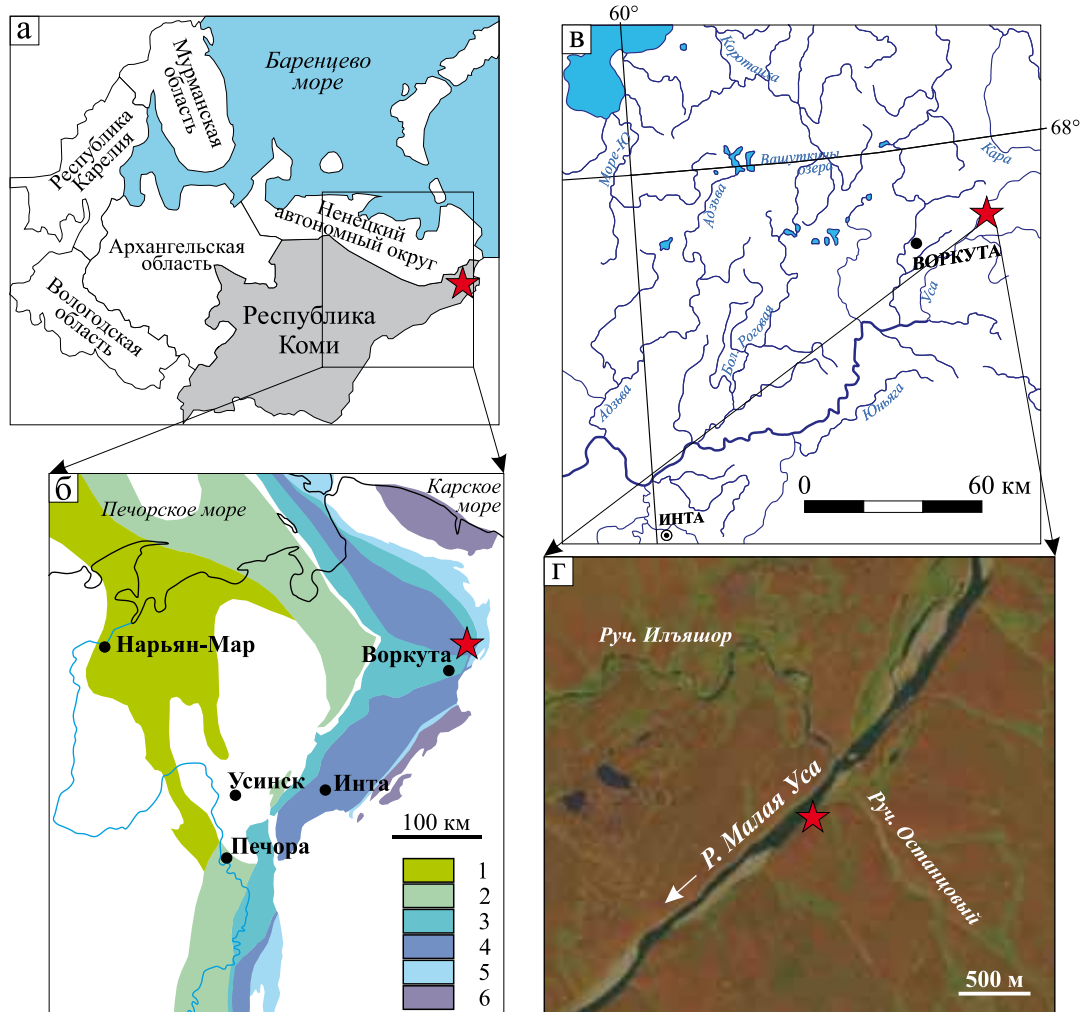 а
Баренцево
море
Мурманская
область
Республика
Карелия
Ненецкий
автономный округ
Архангельская
область
Вологодская
область
Республика
Коми
б
Печорское море
Карское
море
Нарьян-Мар
Воркута
Усинск
Инта
Печора
100 км
1
2
3
4
5
6
в
60°
68°
Коротаиха
Море-Ю
Вашуткины
озера
Кара
Адзьва
ВОРКУТА
Уса
Бол. Роговая
Адзьва
Юньяга
0
60 км
ИНТА
г
Руч. Илъяшор
Р. Малая Уса
Руч. Останцовый
500 м